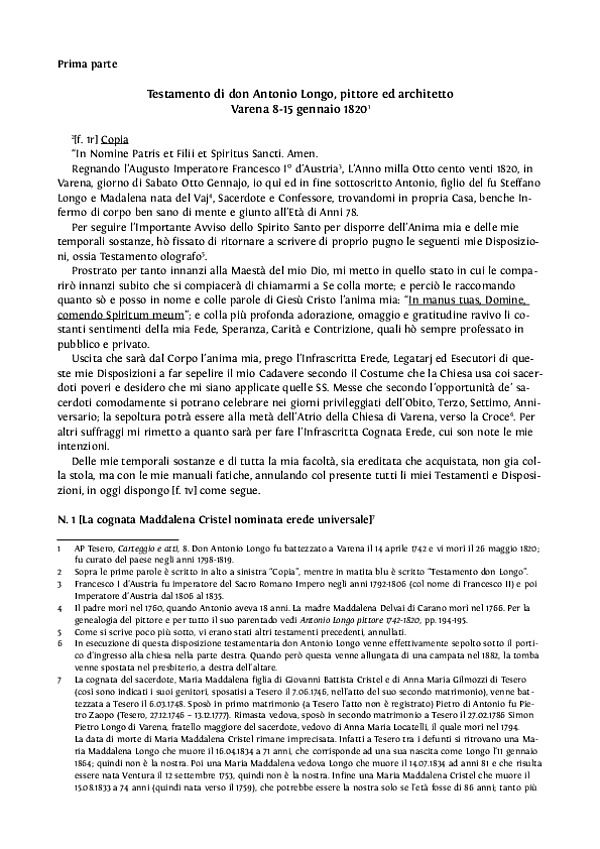 Prima parte
Testamento di don Antonio Longo, pittore ed architetto
Varena 8-15 gennaio 1820¹
²[f. 1r] Copia
"In Nomine Patris et Filii et Spiritus Sancti. Amen.
Regnando l'Augusto Imperatore Francesco I° d'Austria³, L'Anno milla Otto cento venti 1820, in
Varena, giorno di Sabato Otto Gennajo, io qui ed in fine sottoscritto Antonio, figlio del fu Steffano
Longo e Madalena nata del Vaj⁴, Sacerdote e Confessore, trovandomi in propria Casa, benche In-
fermo di corpo ben sano di mente e giunto all'Età di Anni 78.
Per seguire l'Importante Avviso dello Spirito Santo per disporre dell'Anima mia e delle mie
temporali sostanze, hò fissato di ritornare a scrivere di proprio pugno le seguenti mie Disposizio-
ni, ossia Testamento olografo⁵.
Prostrato per tanto innanzi alla Maestà del mio Dio, mi metto in quello stato in cui le compa-
rirò innanzi subito che si compiacerà di chiamarmi a Se colla morte; e perciò le raccomando
quanto sò e posso in nome e colle parole di Giesù Cristo l'anima mia: "In manus tuas, Domine,
comendo Spiritum meum"; e colla più profonda adorazione, omaggio e gratitudine ravivo li co-
stanti sentimenti della mia Fede, Speranza, Carità e Contrizione, quali hò sempre professato in
pubblico e privato.
Uscita che sarà dal Corpo l'anima mia, prego l'Infrascritta Erede, Legatarj ed Esecutori di que-
ste mie Disposizioni a far sepelire il mio Cadavere secondo il Costume che la Chiesa usa coi sacer-
doti poveri e desidero che mi siano applicate quelle SS. Messe che secondo l'opportunità de' sa-
cerdoti comodamente si potrano celebrare nei giorni privileggiati dell'Obito, Terzo, Settimo, Anni-
versario; la sepoltura potrà essere alla metà dell'Atrio della Chiesa di Varena, verso la Croce⁶. Per
altri suffraggi mi rimetto a quanto sarà per fare l'Infrascritta Cognata Erede, cui son note le mie
intenzioni.
Delle mie temporali sostanze e di tutta la mia facoltà, sia ereditata che acquistata, non gia col-
la stola, ma con le mie manuali fatiche, annulando col presente tutti li miei Testamenti e Disposi-
zioni, in oggi dispongo [f. 1v] come segue.
N. 1 [La cognata Maddalena Cristel nominata erede universale]⁷
1 AP Tesero, Carteggio e atti, 8. Don Antonio Longo fu battezzato a Varena il 14 aprile 1742 e vi morì il 26 maggio 1820;
fu curato del paese negli anni 1798-1819.
2 Sopra le prime parole è scritto in alto a sinistra "Copia", mentre in matita blu è scritto "Testamento don Longo".
3 Francesco I d'Austria fu Imperatore del Sacro Romano Impero negli anni 1792-1806 (col nome di Francesco II) e poi
Imperatore d'Austria dal 1806 al 1835.
4 Il padre morì nel 1760, quando Antonio aveva 18 anni. La madre Maddalena Delvai di Carano morì nel 1766. Per la
genealogia del pittore e per tutto il suo parentado vedi Antonio Longo pittore 1742-1820, pp. 194-195.
5 Come si scrive poco più sotto, vi erano stati altri testamenti precedenti, annullati.
6 In esecuzione di questa disposizione testamentaria don Antonio Longo venne effettivamente sepolto sotto il porti-
co d'ingresso alla chiesa nella parte destra. Quando però questa venne allungata di una campata nel 1882, la tomba
venne spostata nel presbiterio, a destra dell'altare.
7 La cognata del sacerdote, Maria Maddalena figlia di Giovanni Battista Cristel e di Anna Maria Gilmozzi di Tesero
(così sono indicati i suoi genitori, sposatisi a Tesero il 7.06.1746, nell'atto del suo secondo matrimonio), venne bat-
tezzata a Tesero il 6.03.1748. Sposò in primo matrimonio (a Tesero l'atto non è registrato) Pietro di Antonio fu Pie-
tro Zaopo (Tesero, 27.12.1746 – 13.12.1777). Rimasta vedova, sposò in secondo matrimonio a Tesero il 27.02.1786 Simon
Pietro Longo di Varena, fratello maggiore del sacerdote, vedovo di Anna Maria Locatelli, il quale morì nel 1794.
La data di morte di Maria Maddalena Cristel rimane imprecisata. Infatti a Tesero tra i defunti si ritrovano una Ma-
ria Maddalena Longo che muore il 16.04.1834 a 71 anni, che corrisponde ad una sua nascita come Longo l'11 gennaio
1864; quindi non è la nostra. Poi una Maria Maddalena vedova Longo che muore il 14.07.1834 ad anni 81 e che risulta
essere nata Ventura il 12 settembre 1753, quindi non è la nostra. Infine una Maria Maddalena Cristel che muore il
15.08.1833 a 74 anni (quindi nata verso il 1759), che potrebbe essere la nostra solo se l'età fosse di 86 anni; tanto più